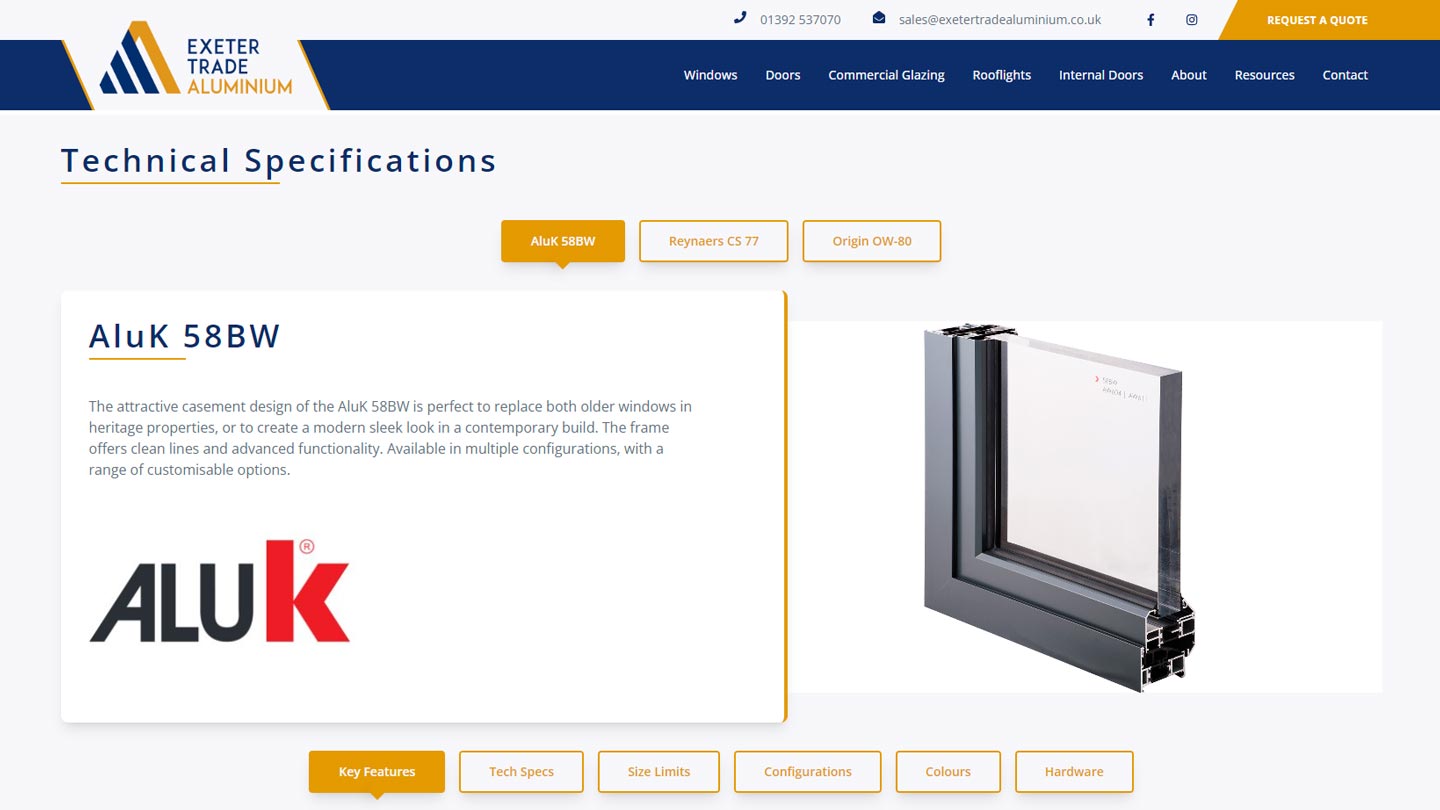 01392 537070
sales@exetertradealuminium.co.uk
REQUEST A QUOTE
EXETER
TRADE
ALUMINIUM
Windows Doors Commercial Glazing Rooflights Internal Doors About Resources Contact
Technical Specifications
AluK 58BW Reynaers CS 77 Origin OW-80
AluK 58BW
The attractive casement design of the AluK 58BW is perfect to replace both older windows in
heritage properties, or to create a modern sleek look in a contemporary build. The frame
offers clean lines and advanced functionality. Available in multiple configurations, with a
range of customisable options.
ALUK®
Key Features Tech Specs Size Limits Configurations Colours Hardware